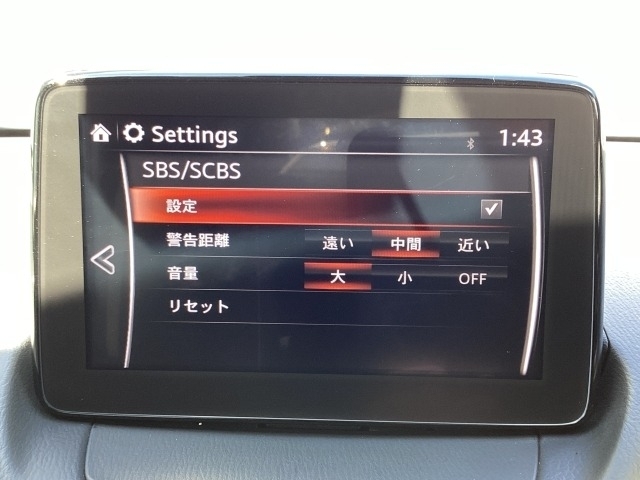 Settings 1:43
SBS/SCBS
設定
警告距離 遠い 中間 近い
音量 大 小 OFF
リセット